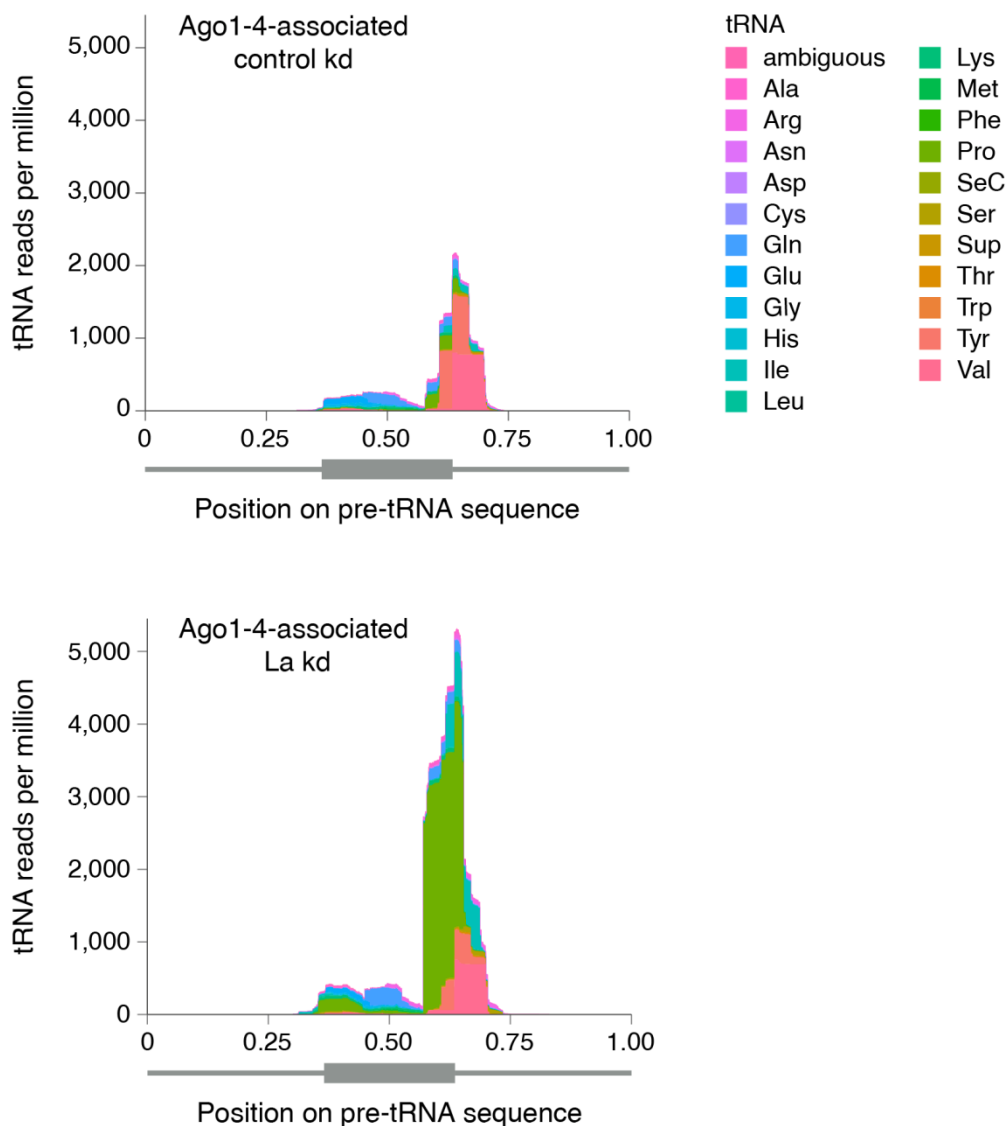 Ago1-4-associated
control kd
tRNA reads per million
5,000
4,000
3,000
2,000
1,000
0
0 0.25 0.50 0.75 1.00
Position on pre-tRNA sequence
tRNA
ambiguous
Ala
Arg
Asn
Asp
Cys
Gln
Glu
Gly
His
Ile
Leu
Lys
Met
Phe
Pro
SeC
Ser
Sup
Thr
Trp
Tyr
Val
Ago1-4-associated
La kd
tRNA reads per million
5,000
4,000
3,000
2,000
1,000
0
0 0.25 0.50 0.75 1.00
Position on pre-tRNA sequence